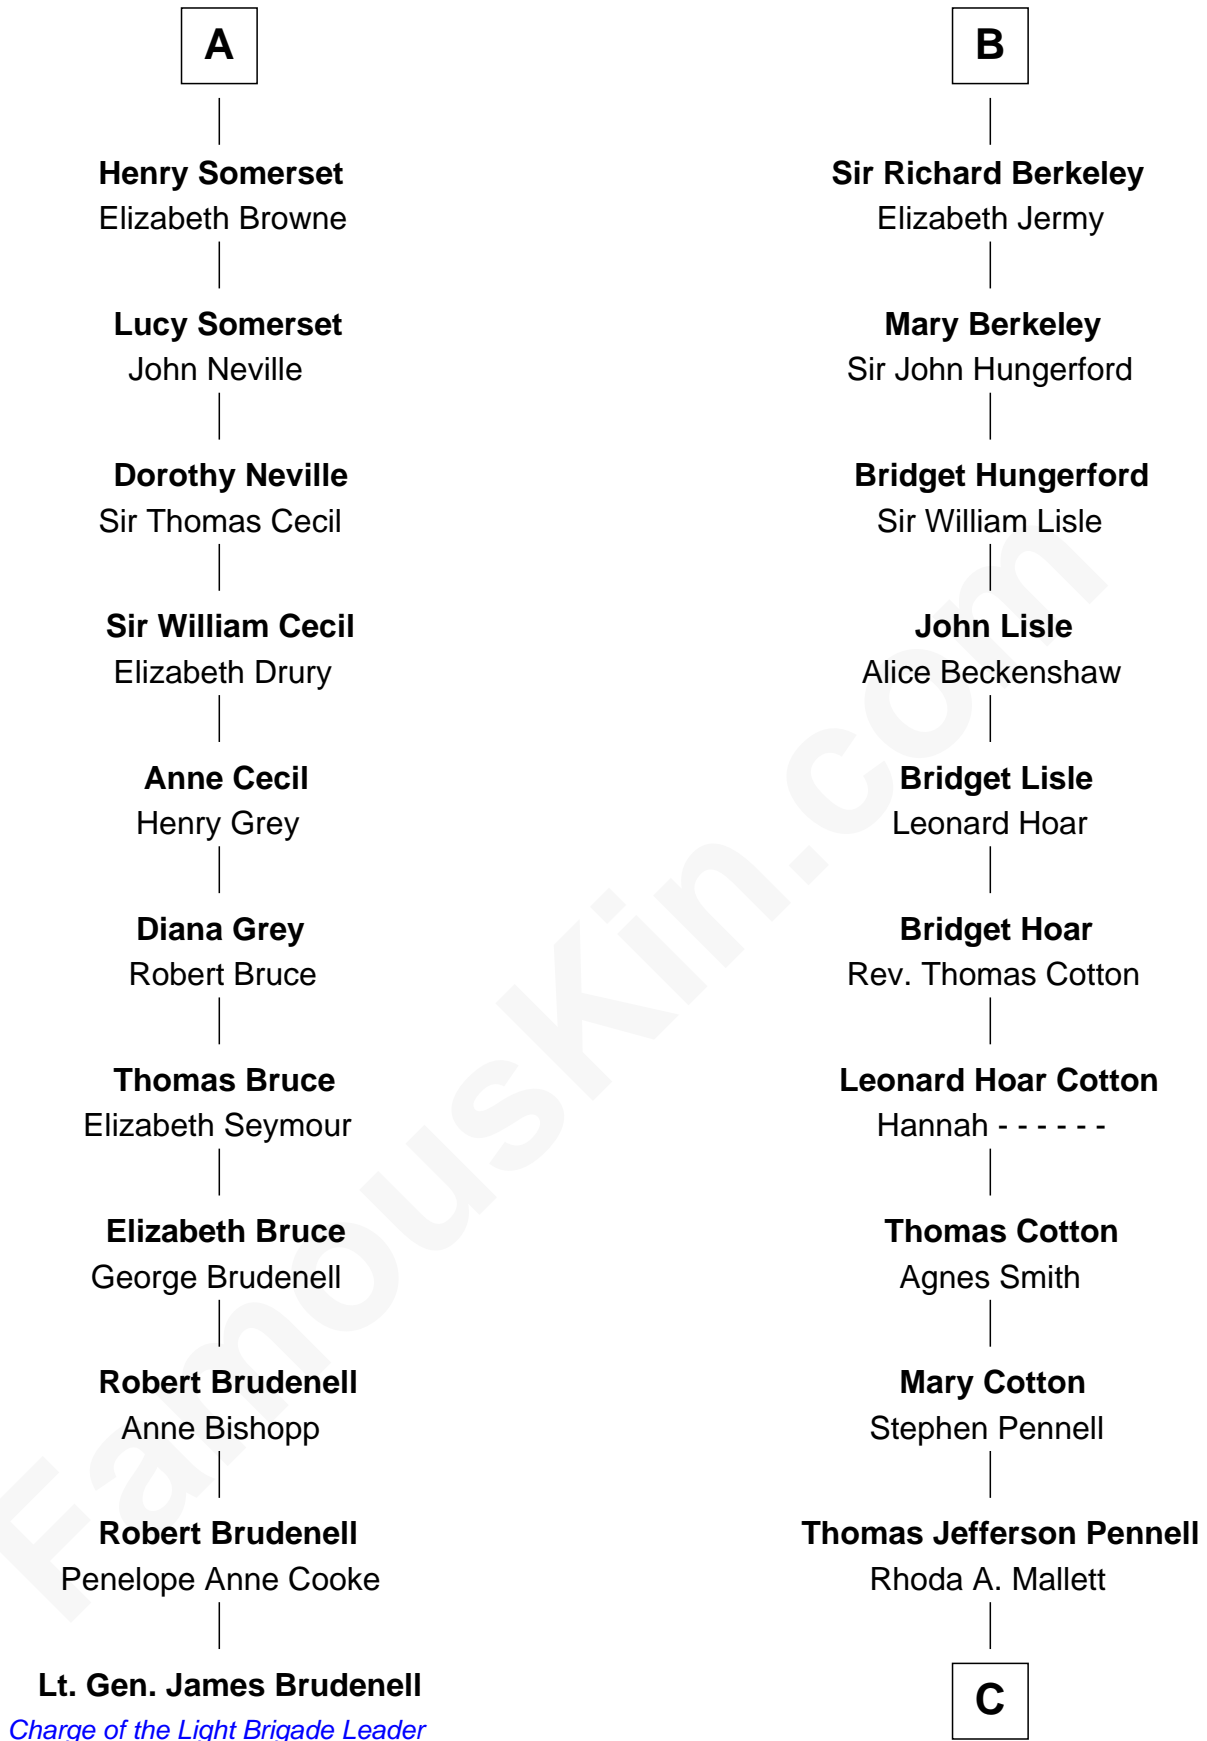 A
Henry Somerset
Elizabeth Browne
Lucy Somerset
John Neville
Dorothy Neville
Sir Thomas Cecil
Sir William Cecil
Elizabeth Drury
Anne Cecil
Henry Grey
Diana Grey
Robert Bruce
Thomas Bruce
Elizabeth Seymour
Elizabeth Bruce
George Brudenell
Robert Brudenell
Anne Bishopp
Robert Brudenell
Penelope Anne Cooke
Lt. Gen. James Brudenell
Charge of the Light Brigade Leader
B
Sir Richard Berkeley
Elizabeth Jermy
Mary Berkeley
Sir John Hungerford
Bridget Hungerford
Sir William Lisle
John Lisle
Alice Beckenshaw
Bridget Lisle
Leonard Hoar
Bridget Hoar
Rev. Thomas Cotton
Leonard Hoar Cotton
Hannah - - - - - -
Thomas Cotton
Agnes Smith
Mary Cotton
Stephen Pennell
Thomas Jefferson Pennell
Rhoda A. Mallett
C
FamousKin.com